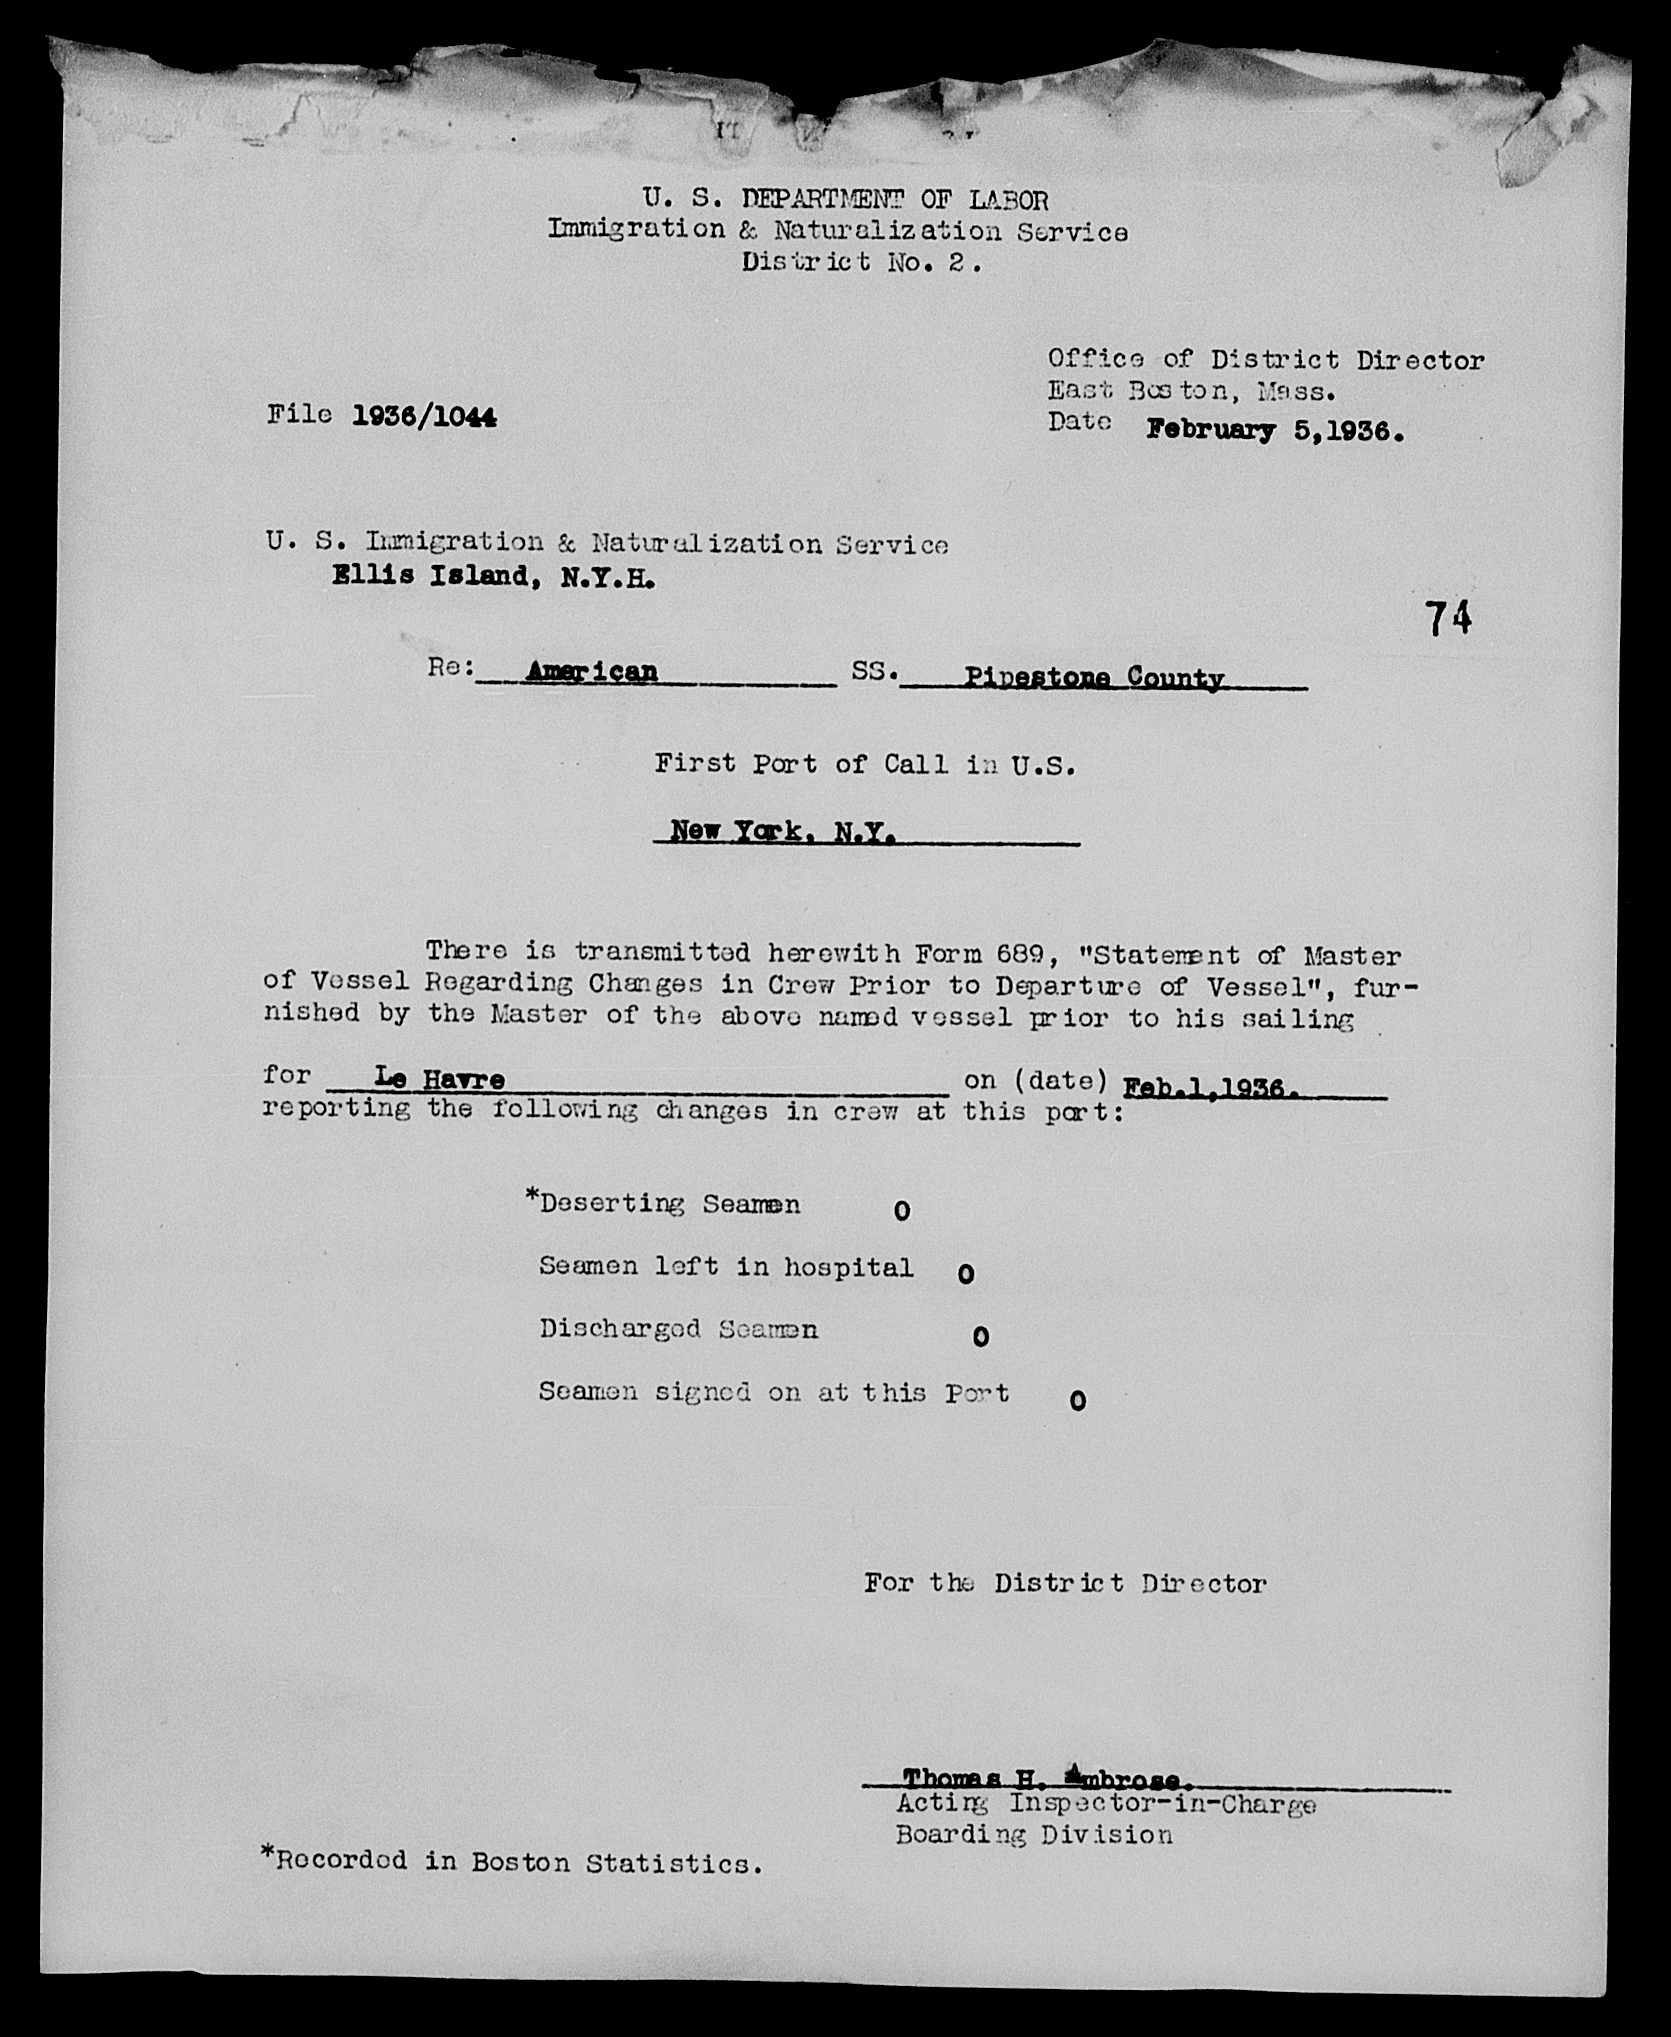 U. S. DEPARTMENT OF LABOR
Immigration & Naturalization Service
District No. 2.
Office of District Director
East Boston, Mass.
File 1936/1044
Date February 5,1936.
U. S. Immigration & Naturalization Service
Ellis Island, N.Y.H.
74
Re: American SS. Pipestone County
First Port of Call in U.S.
New York, N.Y.
There is transmitted herewith Form 689, "Statement of Master
of Vessel Regarding Changes in Crew Prior to Departure of Vessel", fur-
nished by the Master of the above named vessel prior to his sailing
for Le Havre on (date) Feb.1,1936.
reporting the following changes in crew at this port:
*Deserting Seamen 0
Seamen left in hospital 0
Discharged Seamen 0
Seamen signed on at this Port 0
For the District Director
Thomas H. Ambrose.
Acting Inspector-in-Charge
Boarding Division
*Recorded in Boston Statistics.